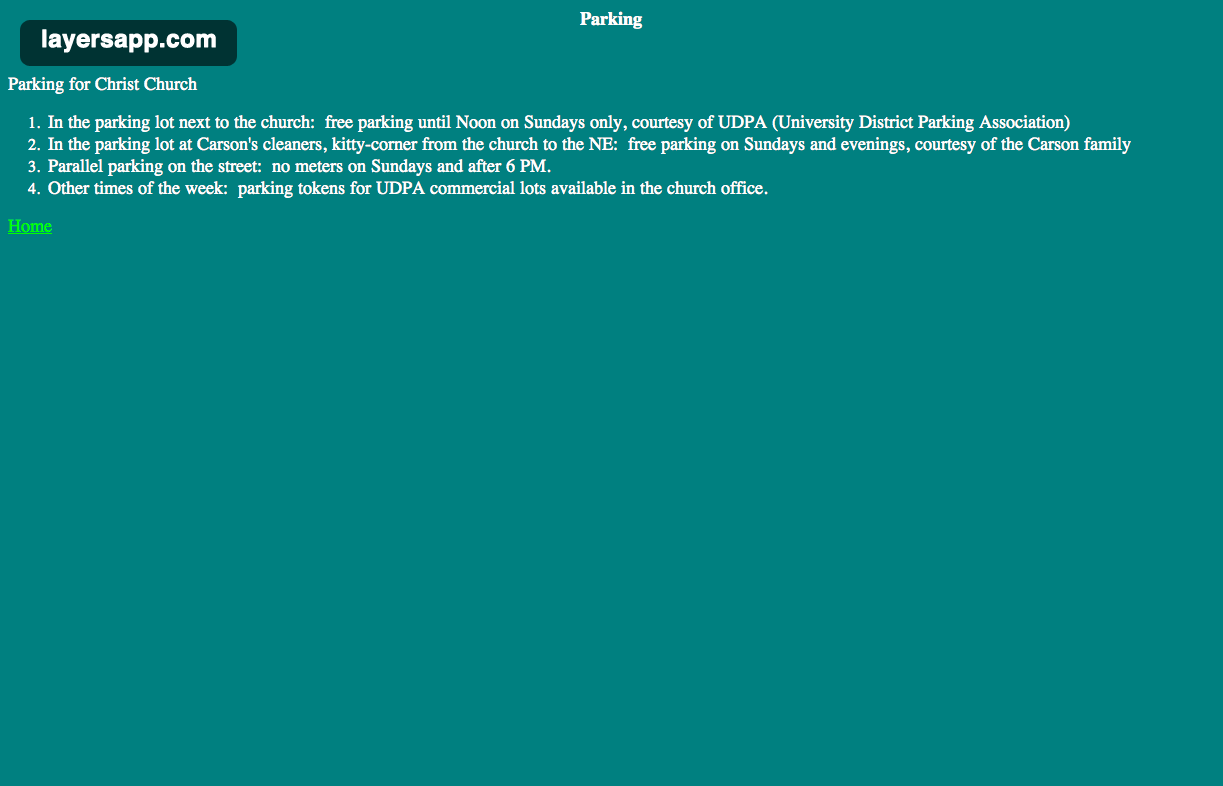 Parking
layersapp.com
Parking for Christ Church
1. In the parking lot next to the church:  free parking until Noon on Sundays only, courtesy of UDPA (University District Parking Association)
2. In the parking lot at Carson's cleaners, kitty-corner from the church to the NE:  free parking on Sundays and evenings, courtesy of the Carson family
3. Parallel parking on the street:  no meters on Sundays and after 6 PM.
4. Other times of the week:  parking tokens for UDPA commercial lots available in the church office.
Home